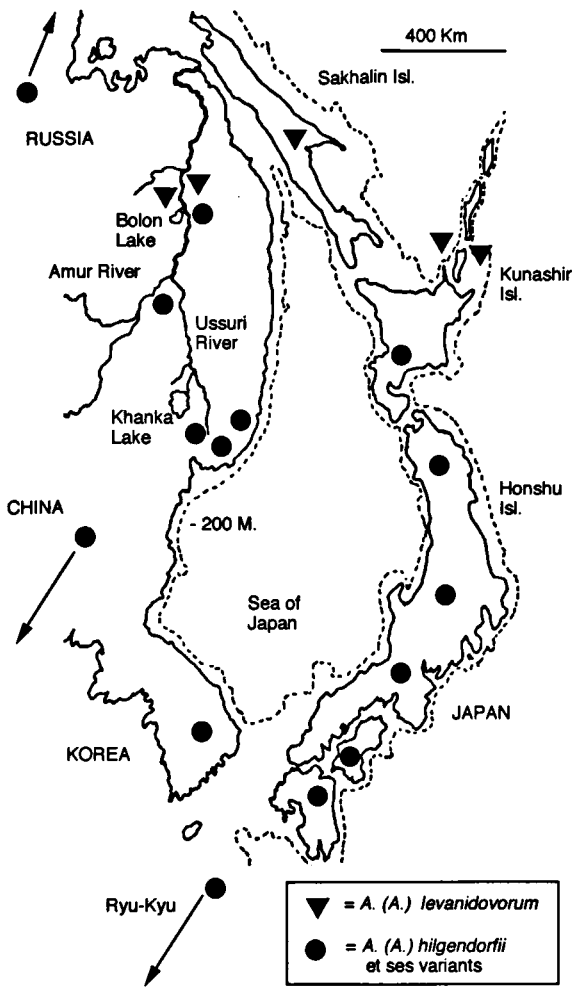 400 Km
Sakhalin Isl.
RUSSIA
Bolon
Lake
Amur River
Kunashir
Isl.
Ussuri
River
Khanka
Lake
CHINA
Honshu
Isl.
- 200 M.
Sea of
Japan
JAPAN
KOREA
Ryu-Kyu
= A. (A.) levanidovorum
= A. (A.) hilgendorfii
et ses variants